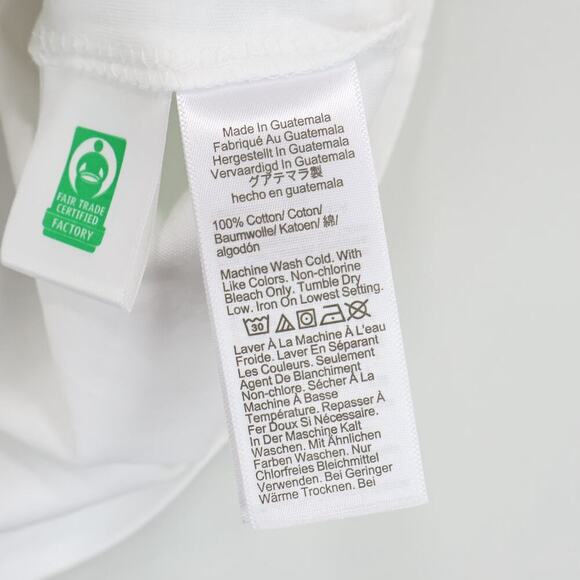 FAIR TRADE
CERTIFIED
FACTORY
Made In Guatemala
Fabriqué Au Guatemala
Hergestellt In Guatemala
Vervaardigd In Guatemala
グアテマラ製
hecho en guatemala
100% Cotton/ Coton/
Baumwolle/ Katoen/ 綿/
algodón
Machine Wash Cold. With
Like Colors. Non-chlorine
Bleach Only. Tumble Dry
Low. Iron On Lowest Setting.
30
Laver À La Machine À L'eau
Froide. Laver En Séparant
Les Couleurs. Seulement
Agent De Blanchiment
Non-chlore. Sécher À La
Machine À Basse
Température. Repasser À
Fer Doux Si Nécessaire.
In Der Maschine Kalt
Waschen. Mit Ähnlichen
Farben Waschen. Nur
Chlorfreies Bleichmittel
Verwenden. Bei Geringer
Wärme Trocknen. Bei